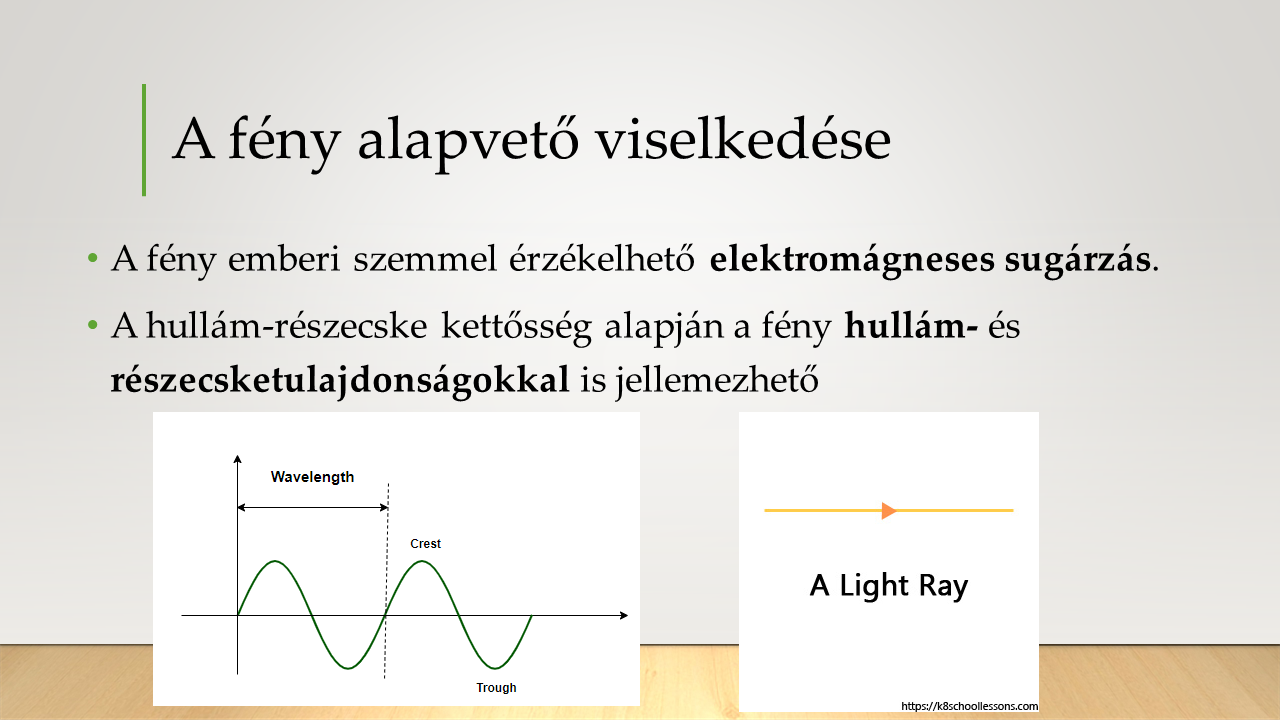 A fény alapvető viselkedése
• A fény emberi szemmel érzékelhető elektromágneses sugárzás.
• A hullám-részecske kettősség alapján a fény hullám- és
részecsketulajdonságokkal is jellemezhető
Wavelength
Crest
Trough
A Light Ray
https://k8schoollessons.com